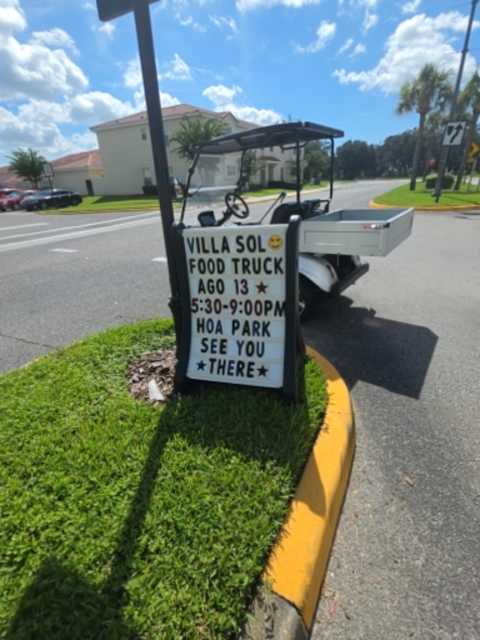 VILLA SOL😊
FOOD TRUCK
AGO 13 ★
5:30-9:00PM
HOA PARK
SEE YOU
★THERE★